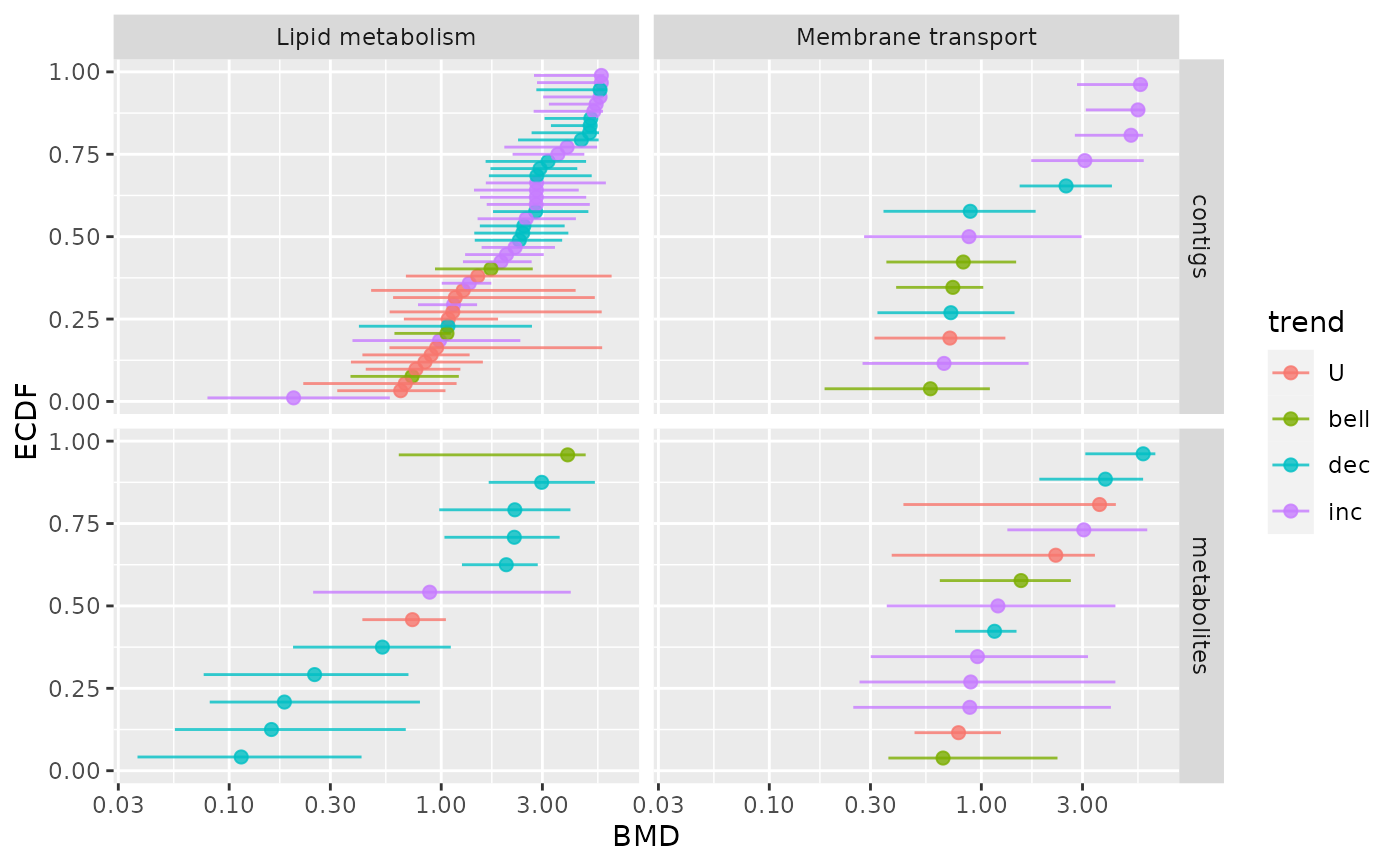 Lipid metabolism
Membrane transport
1.00
0.75
0.50
0.25
0.00
contigs
1.00
0.75
0.50
0.25
0.00
metabolites
ECDF
0.03 0.10 0.30 1.00 3.00
0.03 0.10 0.30 1.00 3.00
BMD
trend
U
bell
dec
inc